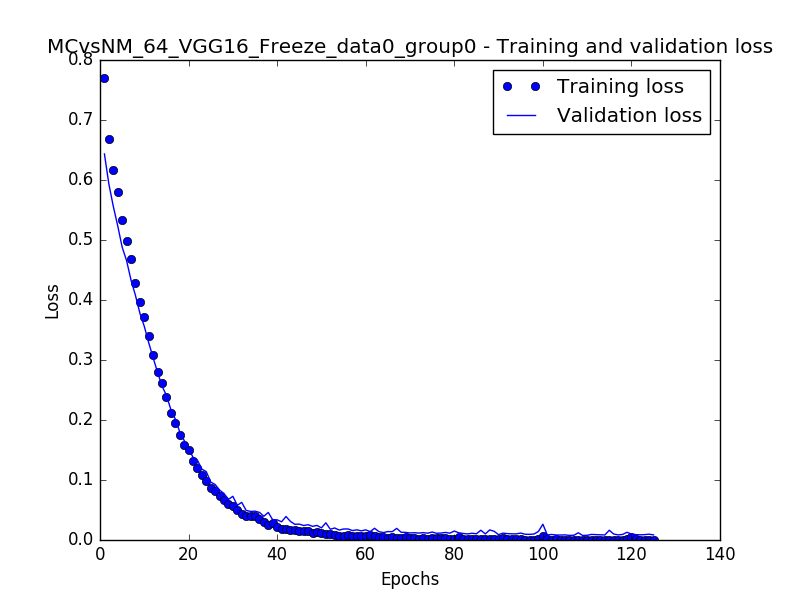 MCvsNM_64_VGG16_Freeze_data0_group0 - Training and validation loss
Training loss
Validation loss
0.8
0.7
0.6
0.5
0.4
0.3
0.2
0.1
0.0
Loss
0 20 40 60 80 100 120 140
Epochs